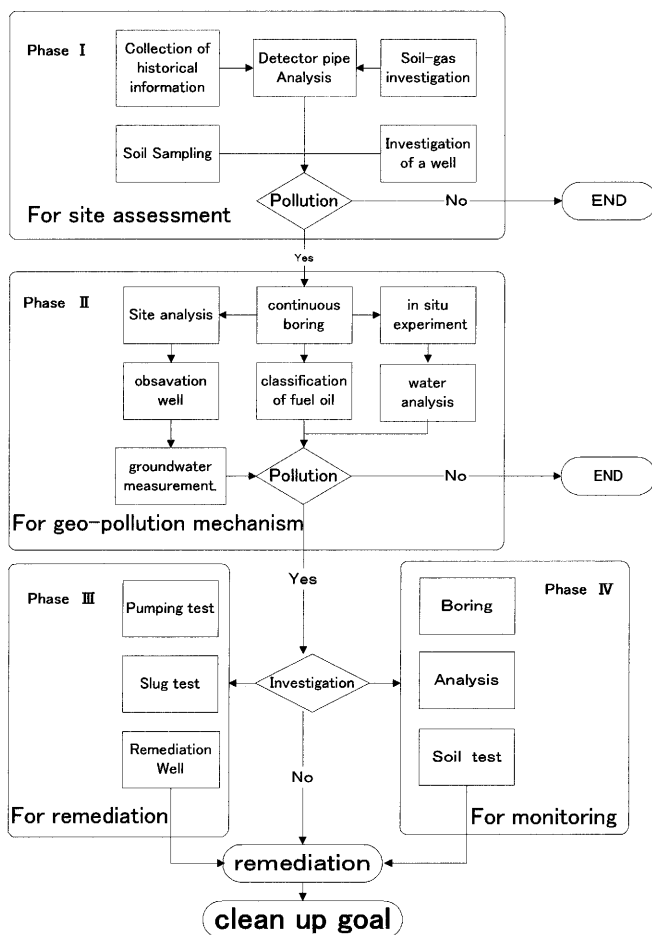 Phase Ⅰ
Collection of
historical
information
Detector pipe
Analysis
Soil-gas
investigation
Soil Sampling
Investigation
of a well
Pollution
No
END
For site assessment
Yes
Phase Ⅱ
Site analysis
continuous
boring
in situ
experiment
obsavation
well
classification
of fuel oil
water
analysis
groundwater
measurement.
Pollution
No
END
For geo-pollution mechanism
Yes
Phase Ⅲ
Pumping test
Slug test
Remediation
Well
For remediation
Investigation
No
Phase Ⅳ
Boring
Analysis
Soil test
For monitoring
remediation
clean up goal